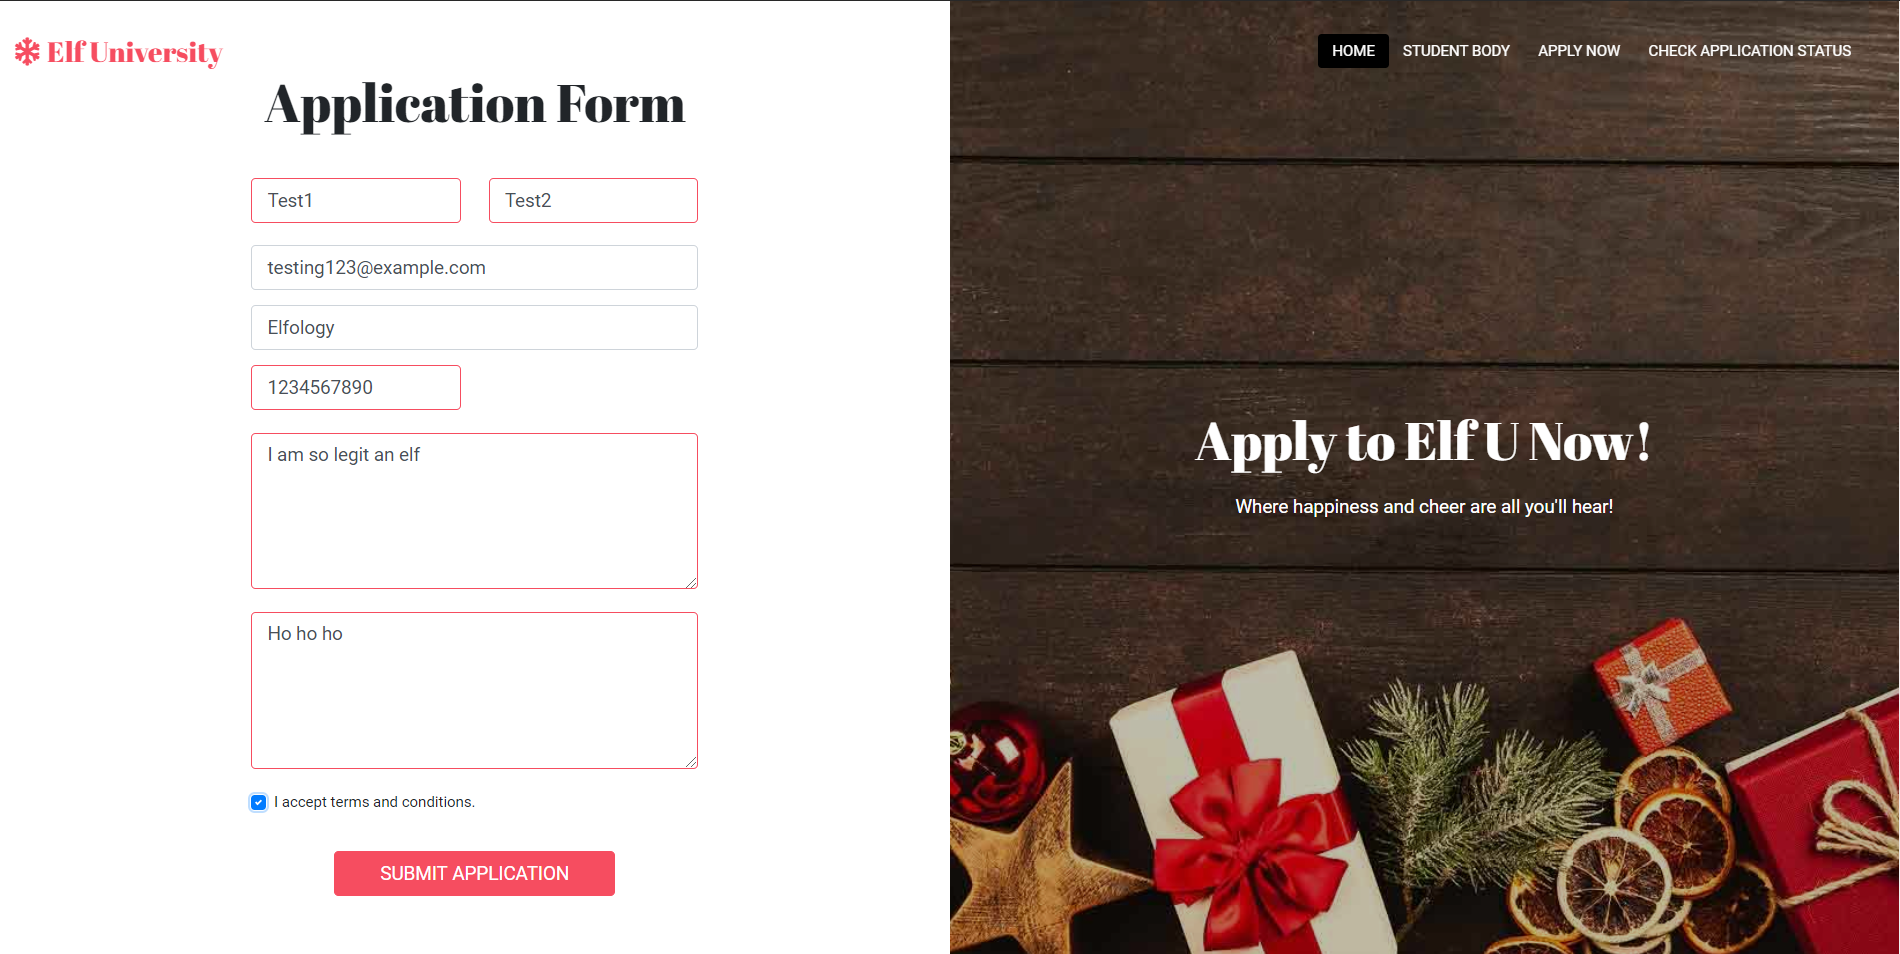 Elf University
HOME STUDENT BODY APPLY NOW CHECK APPLICATION STATUS
Application Form
Test1 Test2
testing123@example.com
Elfology
1234567890
I am so legit an elf
Ho ho ho
I accept terms and conditions.
SUBMIT APPLICATION
Apply to Elf U Now!
Where happiness and cheer are all you'll hear!